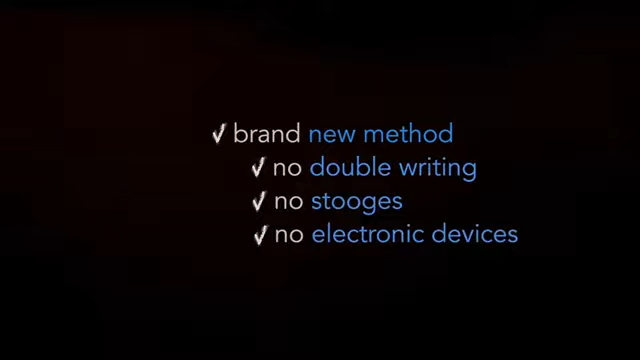 ✓ brand new method
✓ no double writing
✓ no stooges
✓ no electronic devices